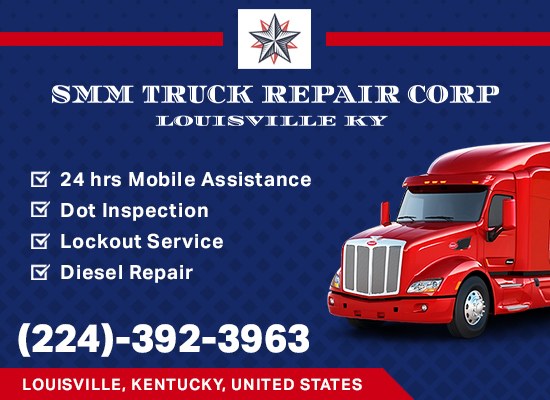 SMM TRUCK REPAIR CORP
LOUISVILLE KY
24 hrs Mobile Assistance
Dot Inspection
Lockout Service
Diesel Repair
(224)-392-3963
LOUISVILLE, KENTUCKY, UNITED STATES